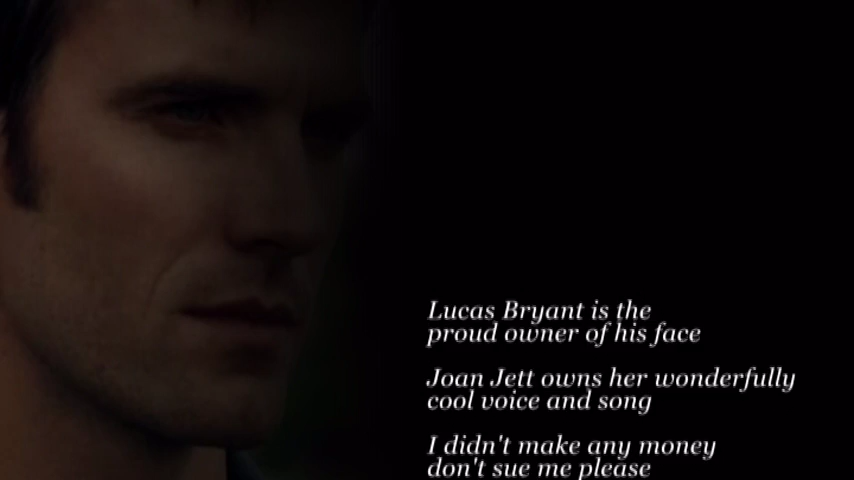 Lucas Bryant is the
proud owner of his face
Joan Jett owns her wonderfully
cool voice and song
I didn't make any money
don't sue me please